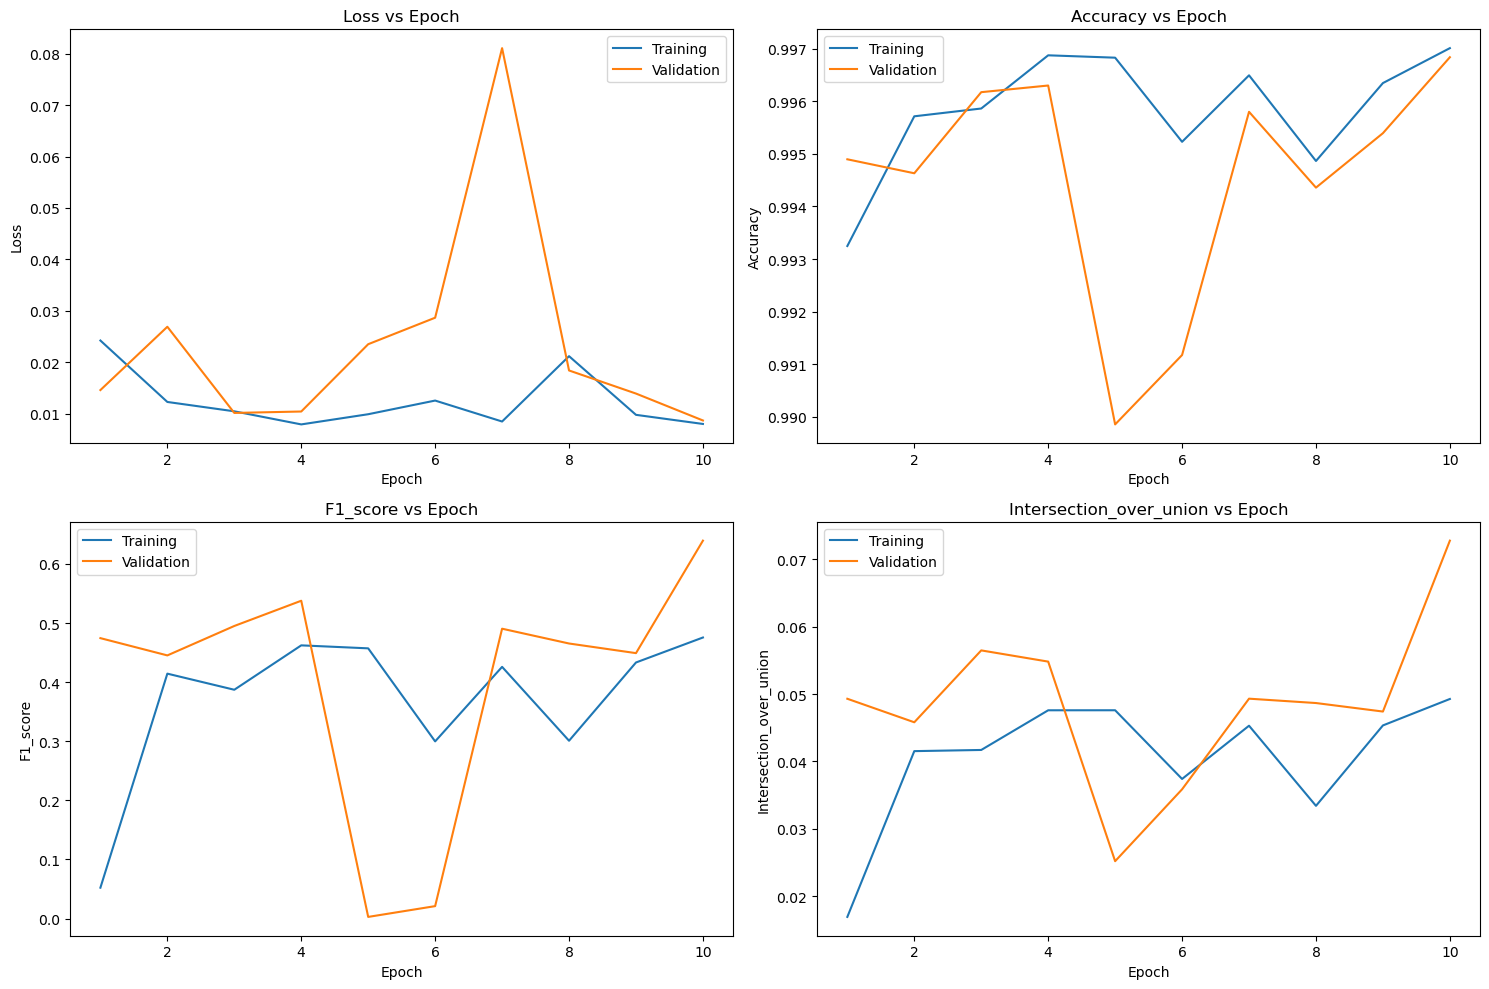 Loss vs Epoch
Training
Validation
0.08
0.07
0.06
0.05
0.04
0.03
0.02
0.01
Loss
2 4 6 8 10
Epoch
Accuracy vs Epoch
Training
Validation
0.997
0.996
0.995
0.994
0.993
0.992
0.991
0.990
Accuracy
2 4 6 8 10
Epoch
F1_score vs Epoch
Training
Validation
0.6
0.5
0.4
0.3
0.2
0.1
0.0
F1_score
2 4 6 8 10
Epoch
Intersection_over_union vs Epoch
Training
Validation
0.07
0.06
0.05
0.04
0.03
0.02
Intersection_over_union
2 4 6 8 10
Epoch